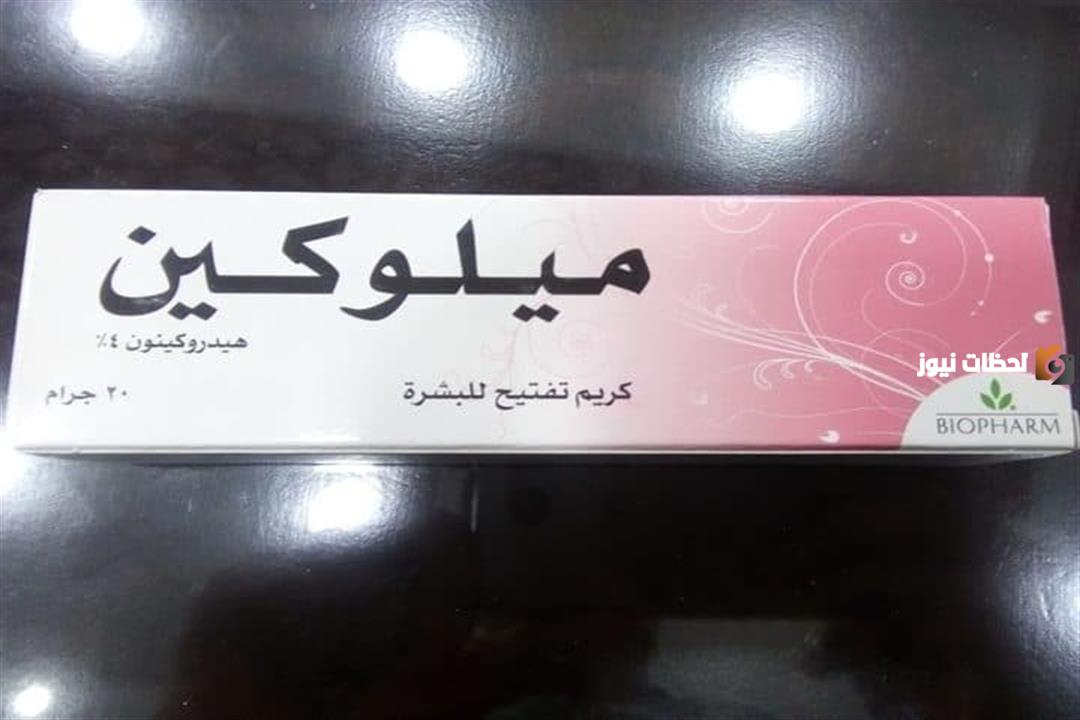 ميلوكين
هيدروكينون ٤٪
كريم تفتيح للبشرة
٢٠ جرام
لحظات نيوز
BIOPHARM